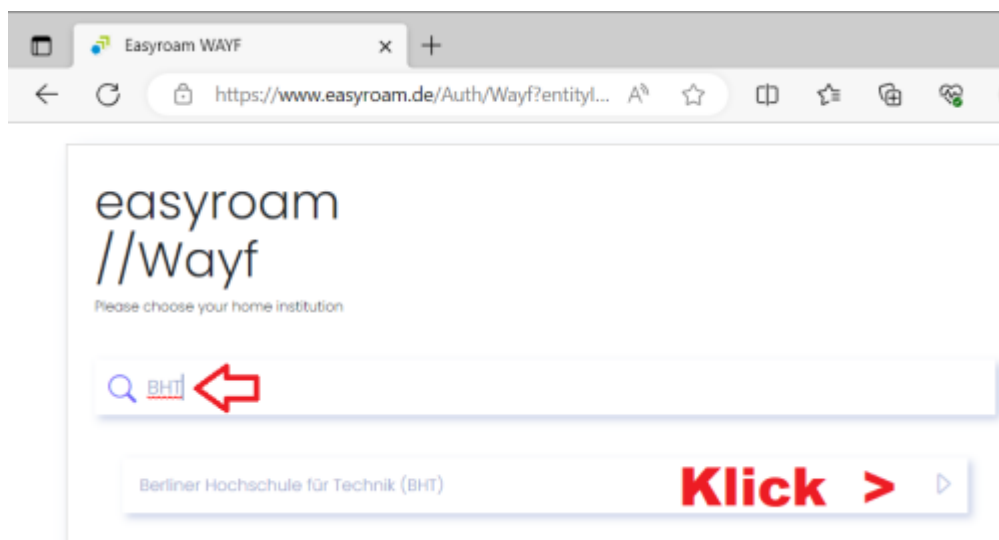 Easyroam WAYF
https://www.easyroam.de/Auth/Wayf?entityI...
easyroam
//Wayf
Please choose your home institution
BHT
Berliner Hochschule für Technik (BHT) Klick >